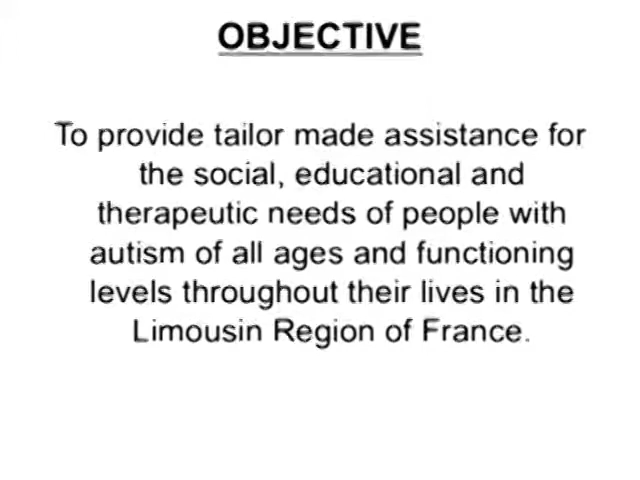 OBJECTIVE
To provide tailor made assistance for
the social, educational and
therapeutic needs of people with
autism of all ages and functioning
levels throughout their lives in the
Limousin Region of France.